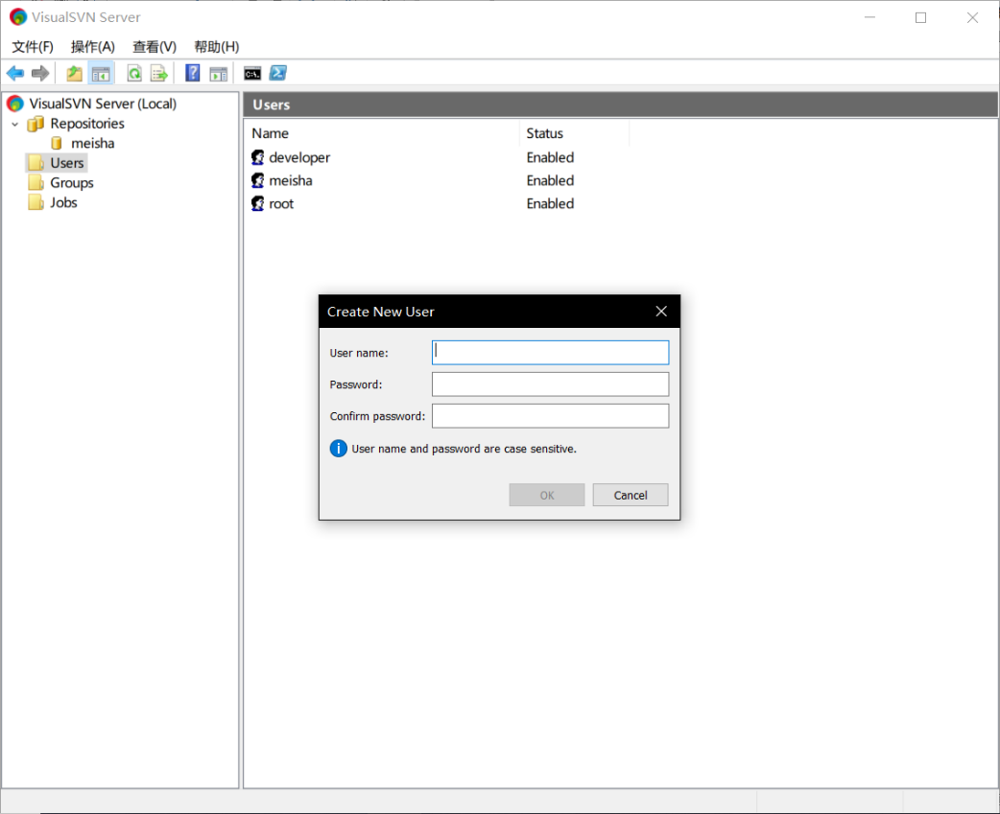 VisualSVN Server
文件(F) 操作(A) 查看(V) 帮助(H)
VisualSVN Server (Local)
Repositories
meisha
Users
Groups
Jobs
Users
Name Status
developer Enabled
meisha Enabled
root Enabled
Create New User
User name:
Password:
Confirm password:
User name and password are case sensitive.
OK Cancel